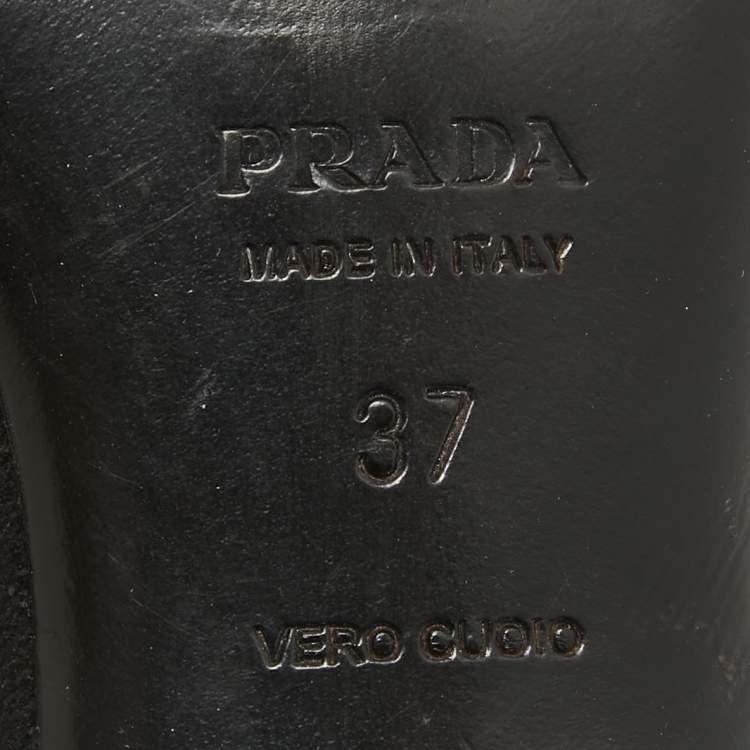 PRADA
MADE IN ITALY
37
VERO CUOIO